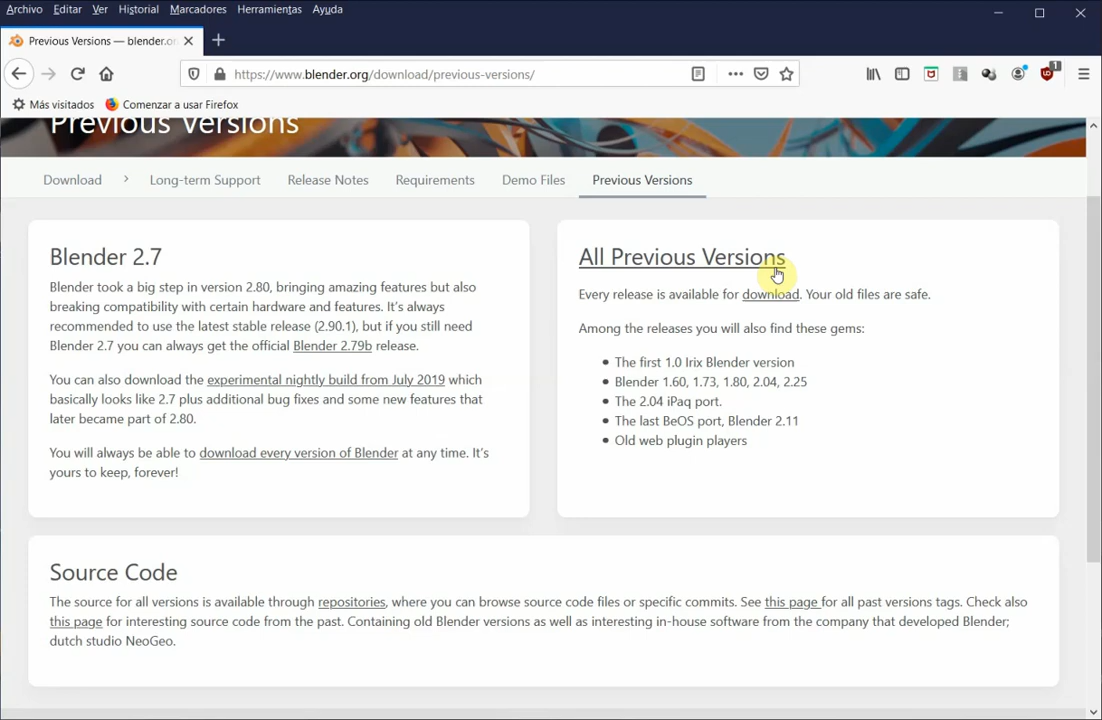 Archivo Editar Ver Historial Marcadores Herramientas Ayuda
Previous Versions — blender.or
https://www.blender.org/download/previous-versions/
1
Más visitados Comenzar a usar Firefox
Previous Versions
Download > Long-term Support Release Notes Requirements Demo Files Previous Versions
Blender 2.7
Blender took a big step in version 2.80, bringing amazing features but also
breaking compatibility with certain hardware and features. It's always
recommended to use the latest stable release (2.90.1), but if you still need
Blender 2.7 you can always get the official Blender 2.79b release.
You can also download the experimental nightly build from July 2019 which
basically looks like 2.7 plus additional bug fixes and some new features that
later became part of 2.80.
You will always be able to download every version of Blender at any time. It's
yours to keep, forever!
All Previous Versions
Every release is available for download. Your old files are safe.
Among the releases you will also find these gems:
• The first 1.0 Irix Blender version
• Blender 1.60, 1.73, 1.80, 2.04, 2.25
• The 2.04 iPaq port.
• The last BeOS port, Blender 2.11
• Old web plugin players
Source Code
The source for all versions is available through repositories, where you can browse source code files or specific commits. See this page for all past versions tags. Check also
this page for interesting source code from the past. Containing old Blender versions as well as interesting in-house software from the company that developed Blender;
dutch studio NeoGeo.